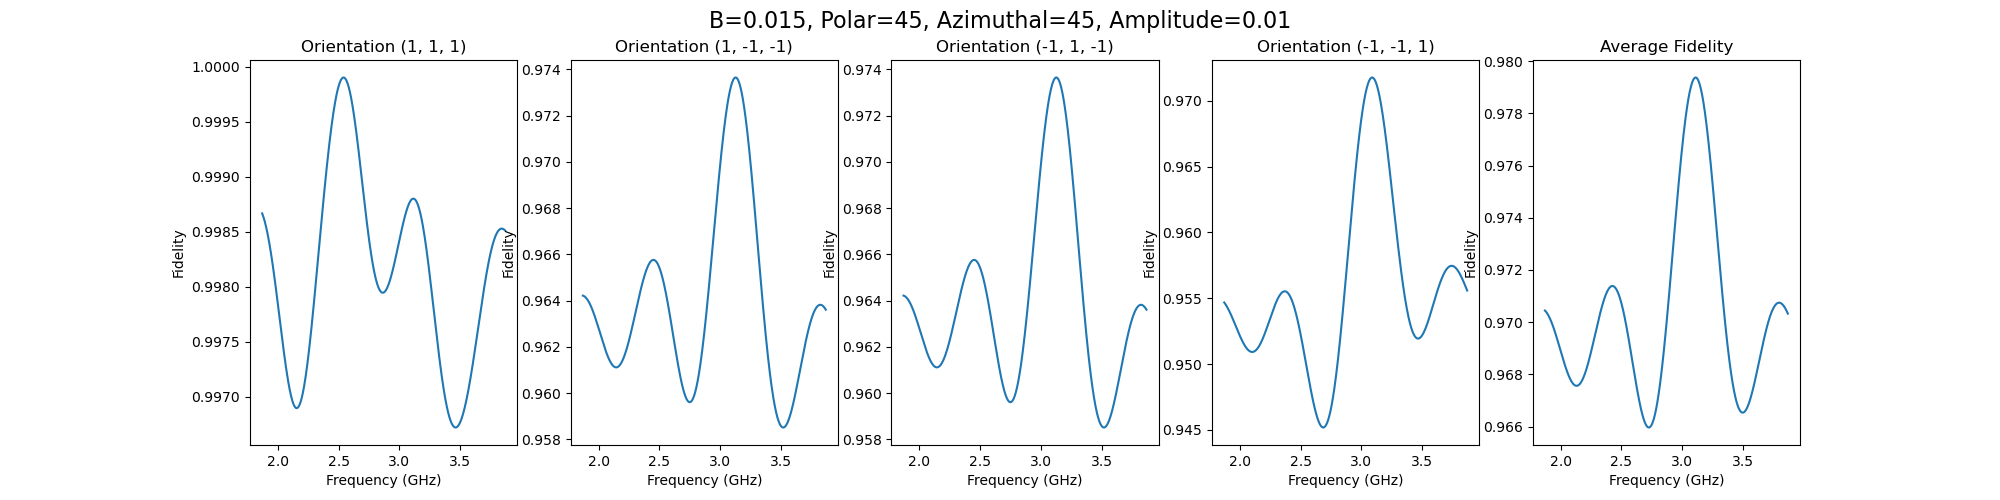 B=0.015, Polar=45, Azimuthal=45, Amplitude=0.01
Orientation (1, 1, 1)
1.0000
0.9995
0.9990
0.9985
0.9980
0.9975
0.9970
Fidelity
2.0 2.5 3.0 3.5
Frequency (GHz)
Orientation (1, -1, -1)
0.974
0.972
0.970
0.968
0.966
0.964
0.962
0.960
0.958
Fidelity
2.0 2.5 3.0 3.5
Frequency (GHz)
Orientation (-1, 1, -1)
0.974
0.972
0.970
0.968
0.966
0.964
0.962
0.960
0.958
Fidelity
2.0 2.5 3.0 3.5
Frequency (GHz)
Orientation (-1, -1, 1)
0.970
0.965
0.960
0.955
0.950
0.945
Fidelity
2.0 2.5 3.0 3.5
Frequency (GHz)
Average Fidelity
0.980
0.978
0.976
0.974
0.972
0.970
0.968
0.966
Fidelity
2.0 2.5 3.0 3.5
Frequency (GHz)